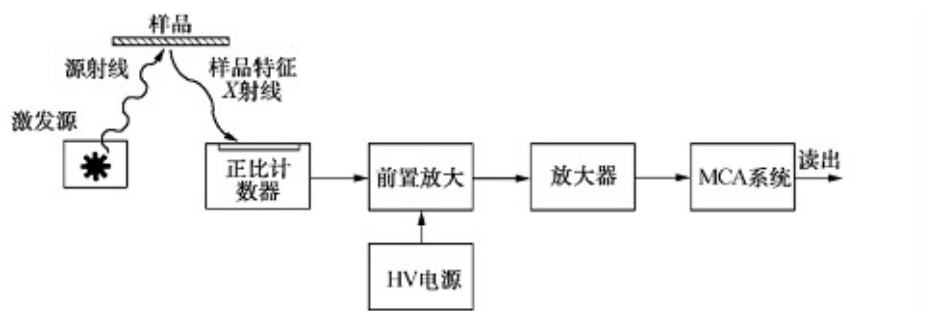 样品
源射线
样品特征
X射线
激发源
正比计
数器
前置放大
放大器
MCA系统
读出
HV电源